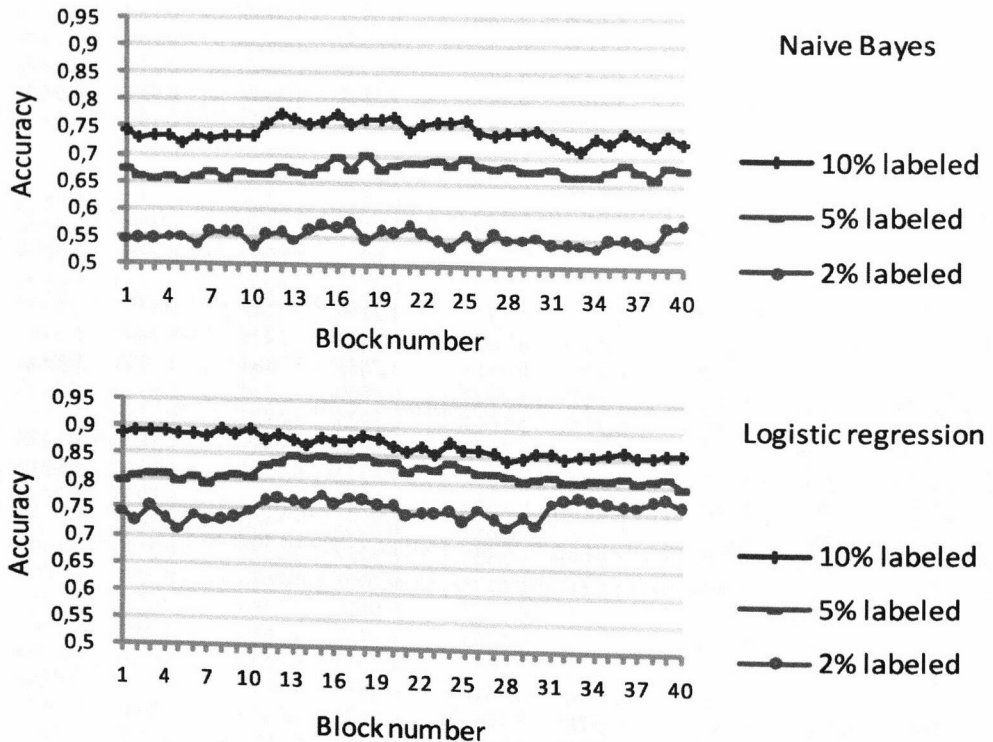 0,95
0,9
0,85
0,8
0,75
0,7
0,65
0,6
0,55
0,5
Accuracy
1 4 7 10 13 16 19 22 25 28 31 34 37 40
Block number
Naive Bayes
10% labeled
5% labeled
2% labeled
0,95
0,9
0,85
0,8
0,75
0,7
0,65
0,6
0,55
0,5
Accuracy
1 4 7 10 13 16 19 22 25 28 31 34 37 40
Block number
Logistic regression
10% labeled
5% labeled
2% labeled